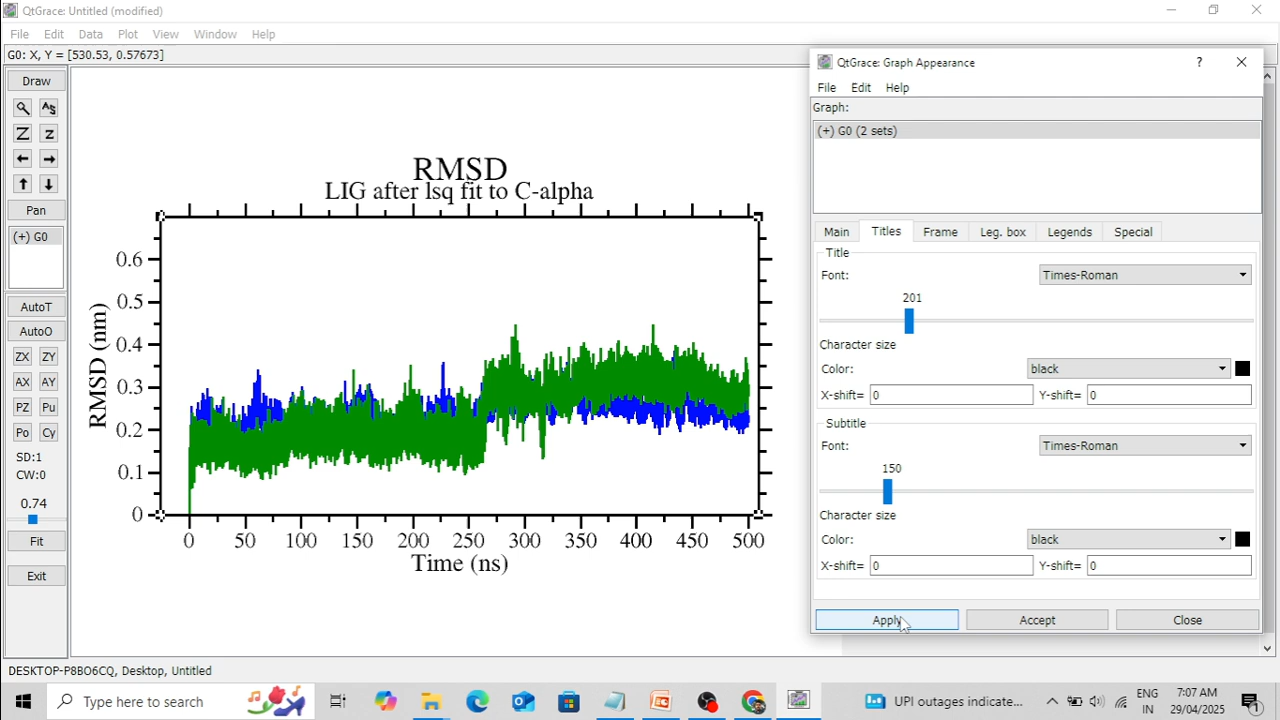 QtGrace: Untitled (modified)
File Edit Data Plot View Window Help
G0: X, Y = [530.53, 0.57673]
Draw
Z z
Pan
(+) G0
AutoT
AutoO
ZX ZY
AX AY
PZ Pu
Po Cy
SD:1
CW:0
0.74
Fit
Exit
RMSD
LIG after lsq fit to C-alpha
RMSD (nm)
0.6
0.5
0.4
0.3
0.2
0.1
0
0 50 100 150 200 250 300 350 400 450 500
Time (ns)
QtGrace: Graph Appearance ?
File Edit Help
Graph:
(+) G0 (2 sets)
Main Titles Frame Leg. box Legends Special
Title
Font: Times-Roman
201
Character size
Color: black
X-shift= 0 Y-shift= 0
Subtitle
Font: Times-Roman
150
Character size
Color: black
X-shift= 0 Y-shift= 0
Apply Accept Close
DESKTOP-P8BO6CQ, Desktop, Untitled
Type here to search
UPI outages indicate...
ENG
IN
7:07 AM
29/04/2025
1